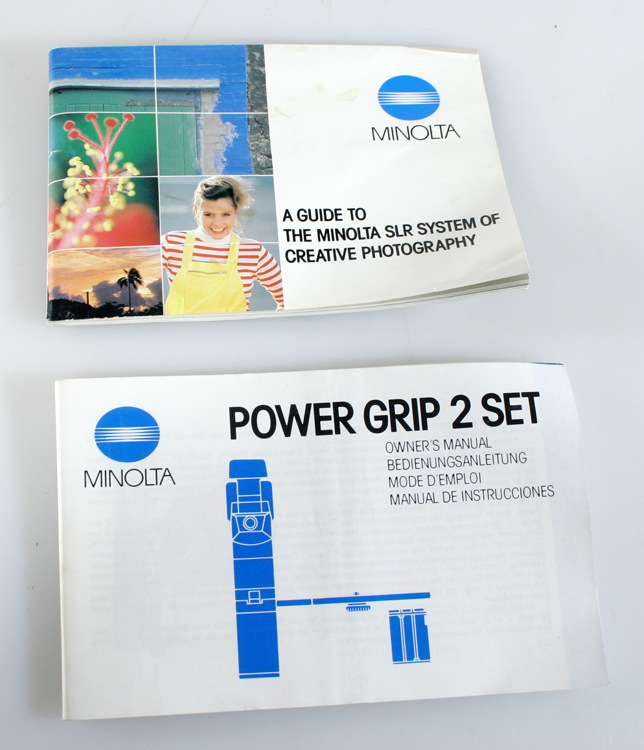 MINOLTA
A GUIDE TO
THE MINOLTA SLR SYSTEM OF
CREATIVE PHOTOGRAPHY
MINOLTA
POWER GRIP 2 SET
OWNER'S MANUAL
BEDIENUNGSANLEITUNG
MODE D'EMPLOI
MANUAL DE INSTRUCCIONES